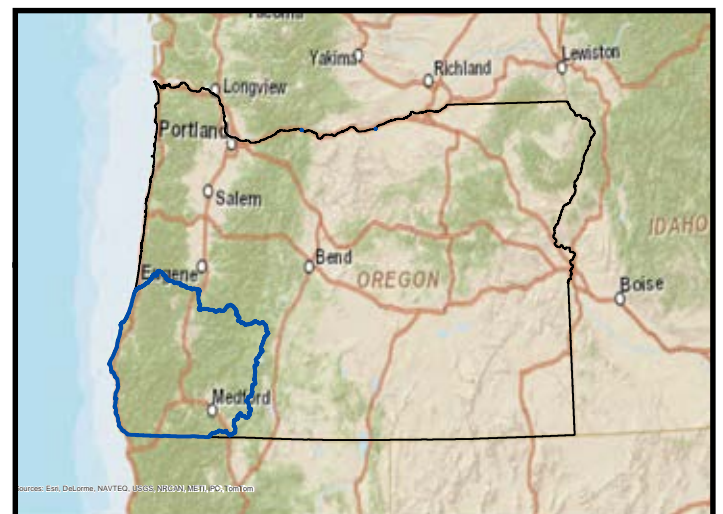 Tacoma
Yakima
Lewiston
Richland
Longview
Portland
Salem
IDAHO
Eugene
Bend
OREGON
Boise
Medford
Sources: Esri, DeLorme, NAVTEQ, USGS, NRCAN, METI, iPC, TomTom